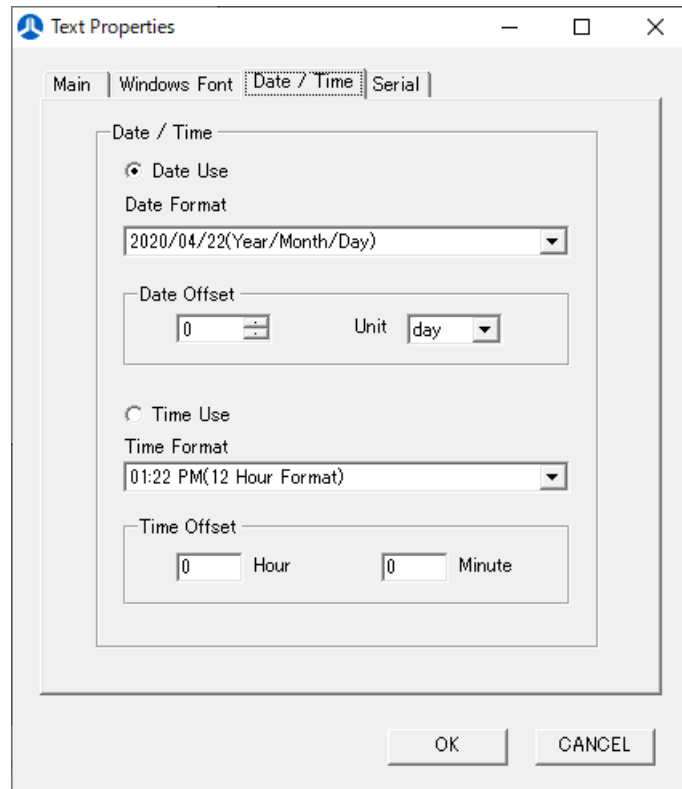 Text Properties
Main Windows Font Date / Time Serial
Date / Time
Date Use
Date Format
2020/04/22(Year/Month/Day)
Date Offset
0 Unit day
Time Use
Time Format
01:22 PM(12 Hour Format)
Time Offset
0 Hour 0 Minute
OK CANCEL